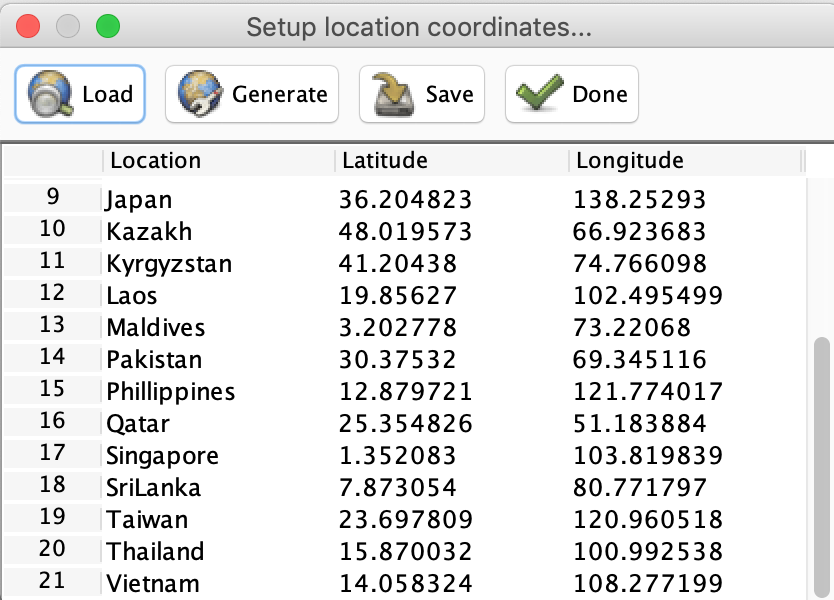 Setup location coordinates...
Load Generate Save Done
Location Latitude Longitude
9 Japan 36.204823 138.25293
10 Kazakh 48.019573 66.923683
11 Kyrgyzstan 41.20438 74.766098
12 Laos 19.85627 102.495499
13 Maldives 3.202778 73.22068
14 Pakistan 30.37532 69.345116
15 Phillippines 12.879721 121.774017
16 Qatar 25.354826 51.183884
17 Singapore 1.352083 103.819839
18 SriLanka 7.873054 80.771797
19 Taiwan 23.697809 120.960518
20 Thailand 15.870032 100.992538
21 Vietnam 14.058324 108.277199